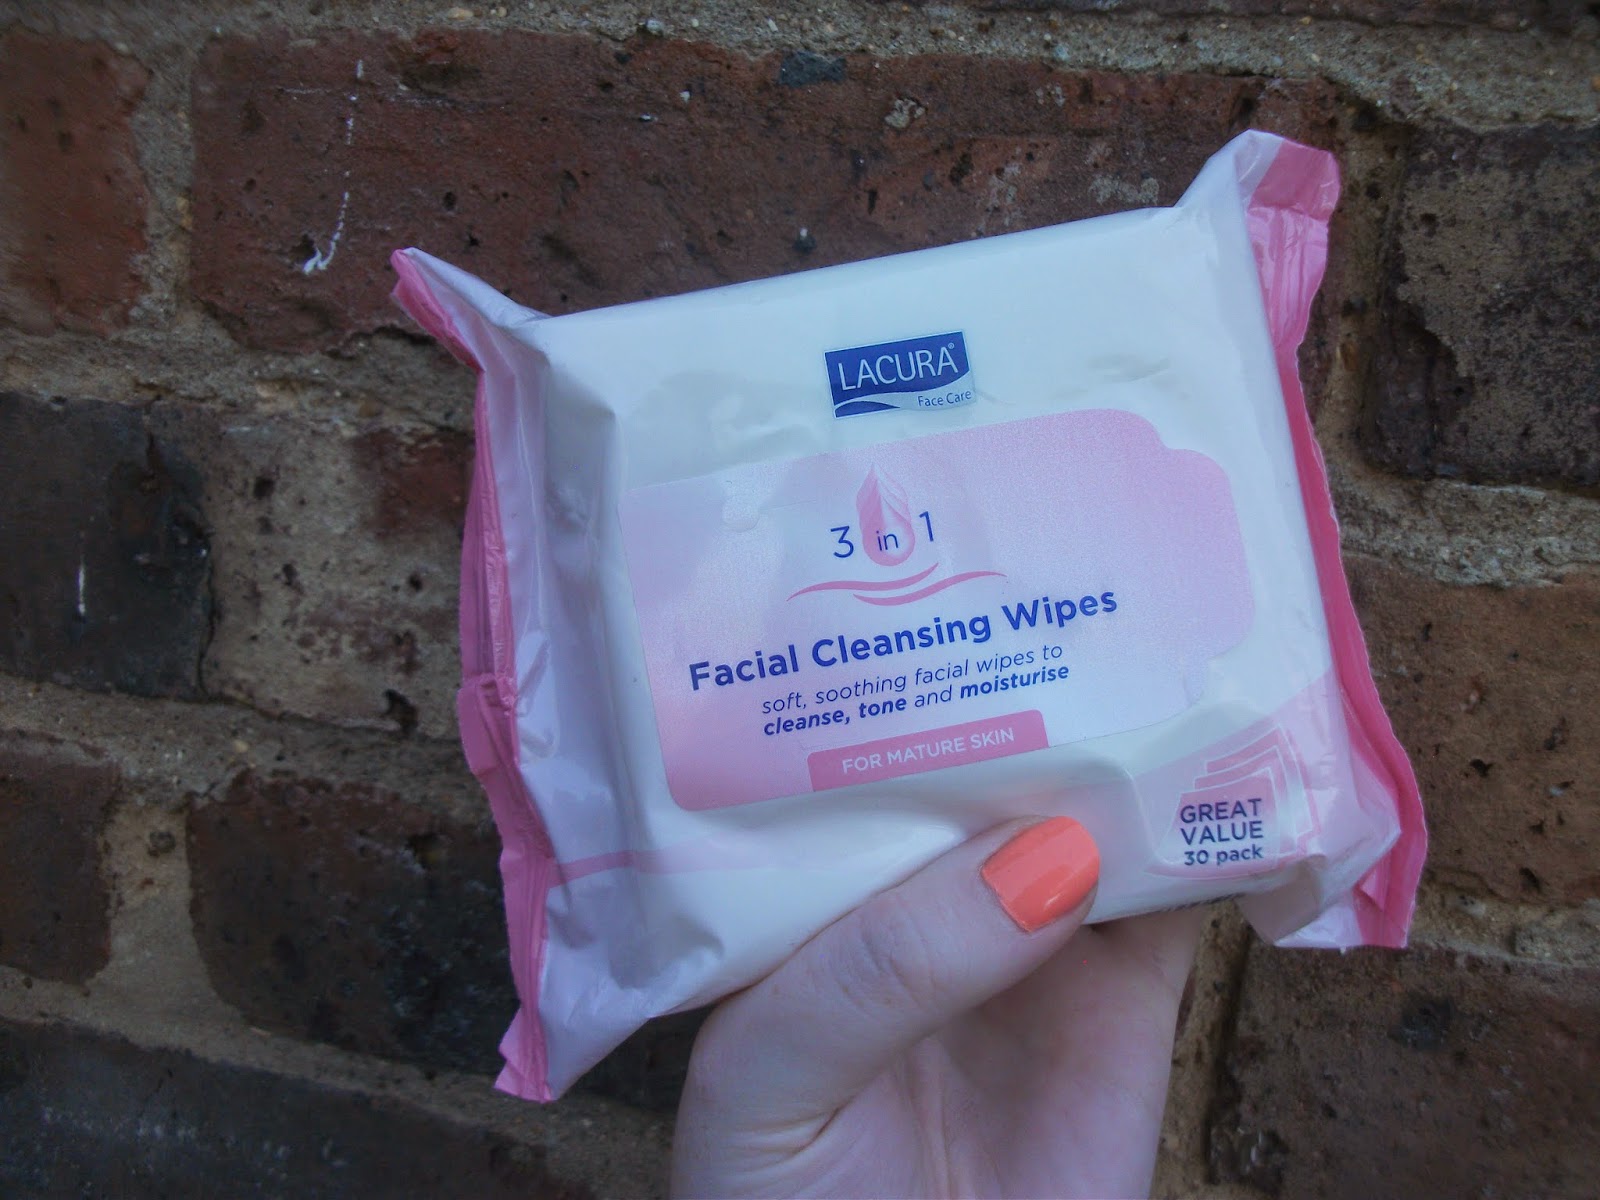 LACURA®
Face Care
3 in 1
Facial Cleansing Wipes
soft, soothing facial wipes to
cleanse, tone and moisturise
FOR MATURE SKIN
GREAT
VALUE
30 pack